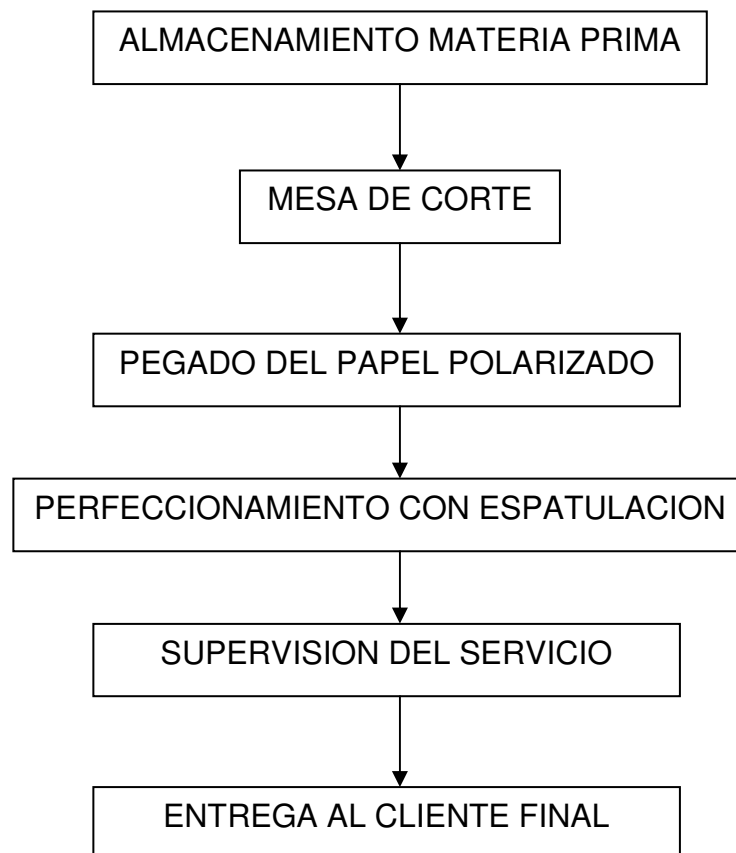 ALMACENAMIENTO MATERIA PRIMA
MESA DE CORTE
PEGADO DEL PAPEL POLARIZADO
PERFECCIONAMIENTO CON ESPATULACION
SUPERVISION DEL SERVICIO
ENTREGA AL CLIENTE FINAL